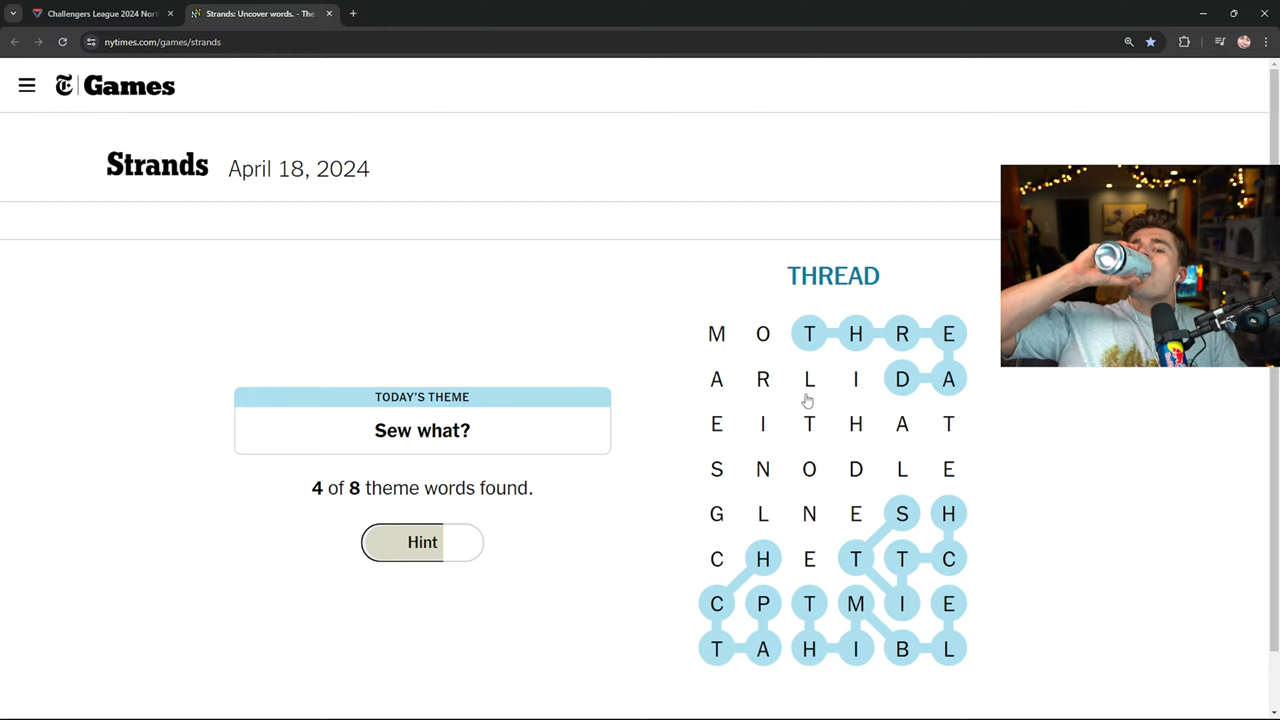 Challengers League 2024 Nort
Strands: Uncover words. - The
nytimes.com/games/strands
T Games
Strands April 18, 2024
THREAD
TODAY'S THEME
Sew what?
4 of 8 theme words found.
Hint
M O T H R E
A R L I D A
E I T H A T
S N O D L E
G L N E S H
C H E T T C
C P T M I E
T A H I B L